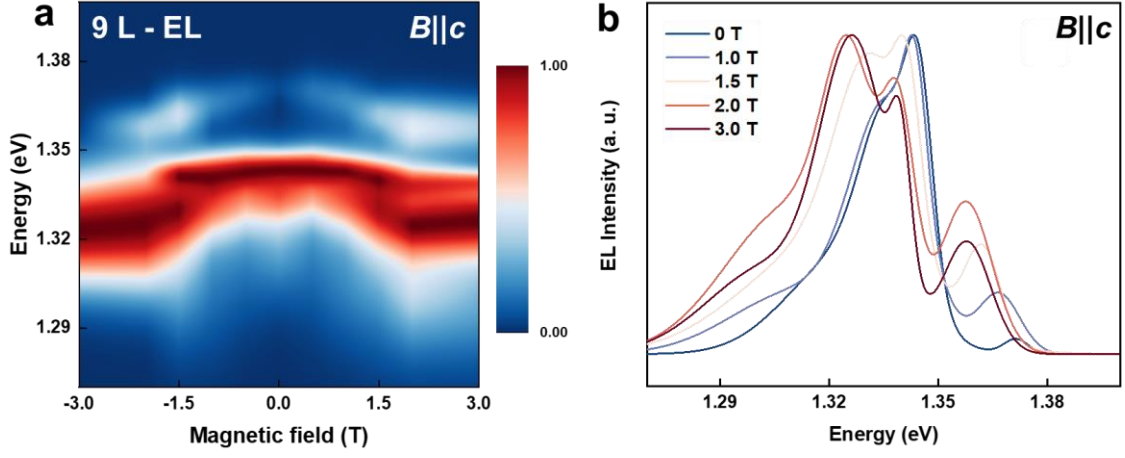 a
9 L - EL
B||c
1.38
1.35
1.32
1.29
Energy (eV)
-3.0
-1.5
0.0
1.5
3.0
Magnetic field (T)
1.00
0.00
b
B||c
0 T
1.0 T
1.5 T
2.0 T
3.0 T
EL Intensity (a. u.)
1.29
1.32
1.35
1.38
Energy (eV)